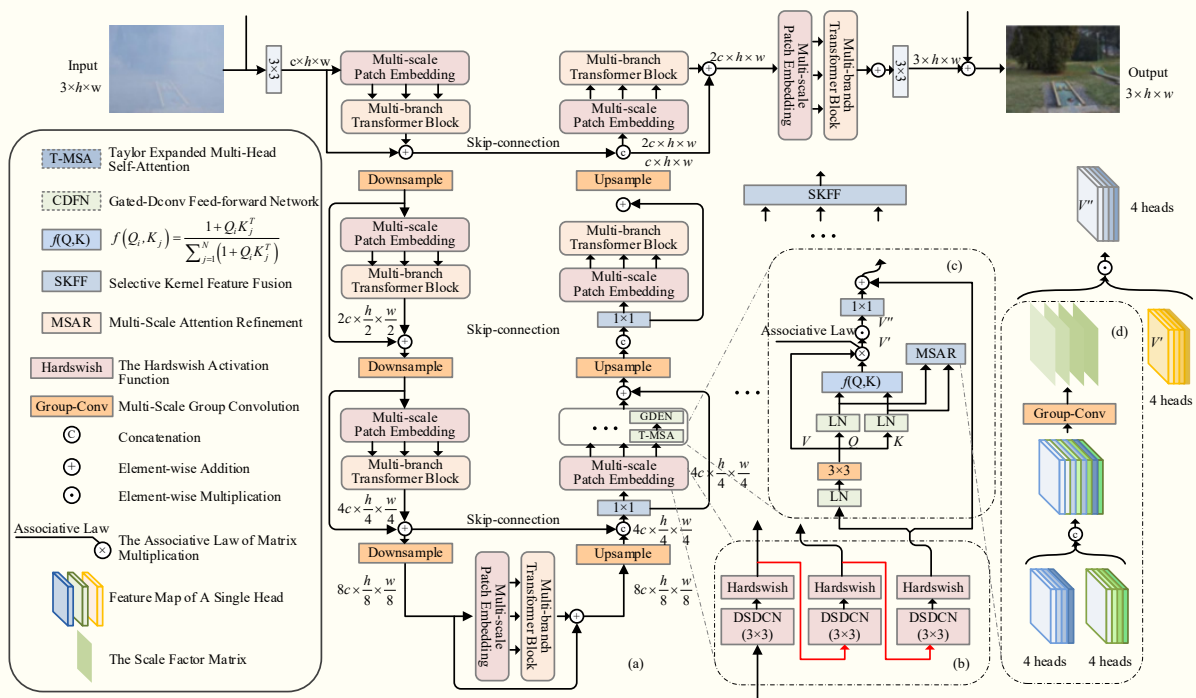 Input
3×h×w
3×3
c×h×w
Multi-scale
Patch Embedding
Multi-branch
Transformer Block
Skip-connection
Multi-branch
Transformer Block
Multi-scale
Patch Embedding
C
2c×h×w
c×h×w
2c×h×w
Multi-scale
Patch Embedding
Multi-branch
Transformer Block
3×3
3×h×w
Output
3×h×w
T-MSA
Taylor Expanded Multi-Head
Self-Attention
CDFN
Gated-Dconv Feed-forward Network
f(Q,K)
f(Q_i,K_j)=\frac{1+Q_iK_j^T}{\sum_{j=1}^{N}(1+Q_iK_j^T)}
SKFF
Selective Kernel Feature Fusion
MSAR
Multi-Scale Attention Refinement
Hardswish
The Hardswish Activation
Function
Group-Conv
Multi-Scale Group Convolution
C
Concatenation
Element-wise Addition
Element-wise Multiplication
Associative Law
The Associative Law of Matrix
Multiplication
Feature Map of A Single Head
The Scale Factor Matrix
Downsample
Multi-scale
Patch Embedding
Multi-branch
Transformer Block
2c×h/2×w/2
Skip-connection
Downsample
Multi-scale
Patch Embedding
Multi-branch
Transformer Block
4c×h/4×w/4
Skip-connection
Downsample
8c×h/8×w/8
Multi-scale
Patch Embedding
Multi-branch
Transformer Block
Upsample
Multi-branch
Transformer Block
Multi-scale
Patch Embedding
1×1
C
Upsample
...
GDEN
T-MSA
Multi-scale
Patch Embedding
4c×h/4×w/4
1×1
C
4c×h/4×w/4
Upsample
8c×h/8×w/8
(a)
SKFF
...
(c)
1×1
V''
Associative Law
V'
MSAR
...
f(Q,K)
LN
LN
V
Q
K
3×3
LN
Hardswish
Hardswish
Hardswish
DSDCN
(3×3)
DSDCN
(3×3)
DSDCN
(3×3)
(b)
V''
4 heads
(d)
V'
4 heads
Group-Conv
C
4 heads
4 heads